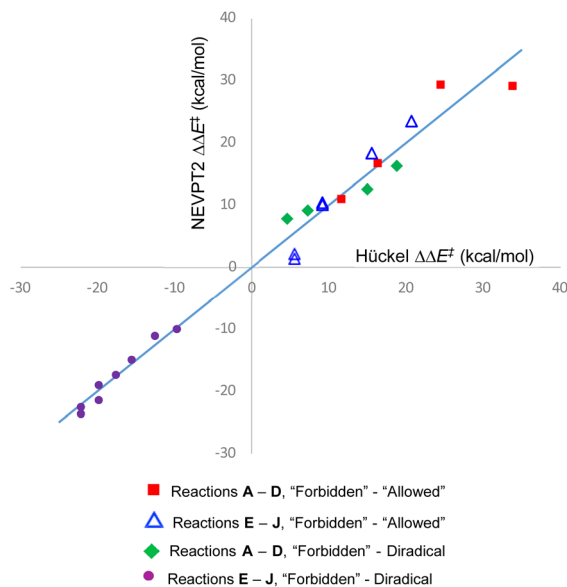 40
30
20
10
0
-10
-20
-30
-30
-20
-10
0
10
20
30
40
NEVPT2 ΔΔE‡ (kcal/mol)
Hückel ΔΔE‡ (kcal/mol)
Reactions A – D, “Forbidden” - “Allowed”
Reactions E – J, “Forbidden” - “Allowed”
Reactions A – D, “Forbidden” - Diradical
Reactions E – J, “Forbidden” - Diradical